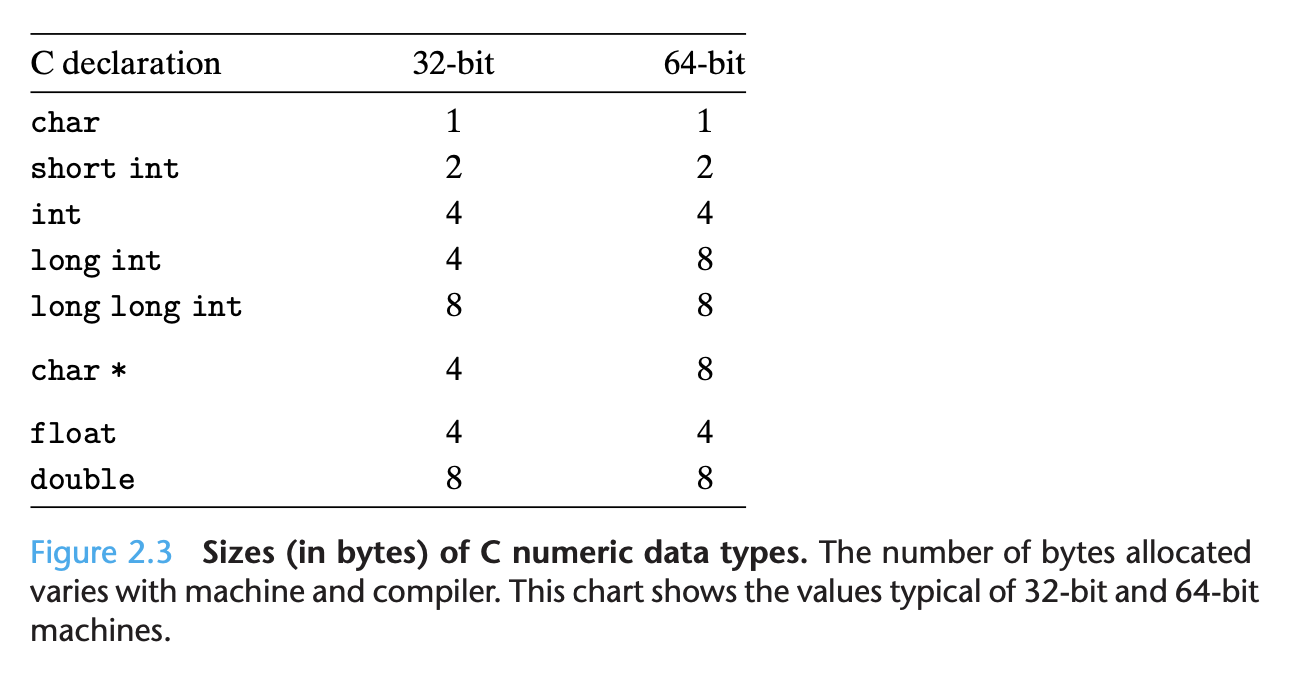 C declaration 32-bit 64-bit
char 1 1
short int 2 2
int 4 4
long int 4 8
long long int 8 8
char * 4 8
float 4 4
double 8 8
Figure 2.3 Sizes (in bytes) of C numeric data types. The number of bytes allocated
varies with machine and compiler. This chart shows the values typical of 32-bit and 64-bit
machines.